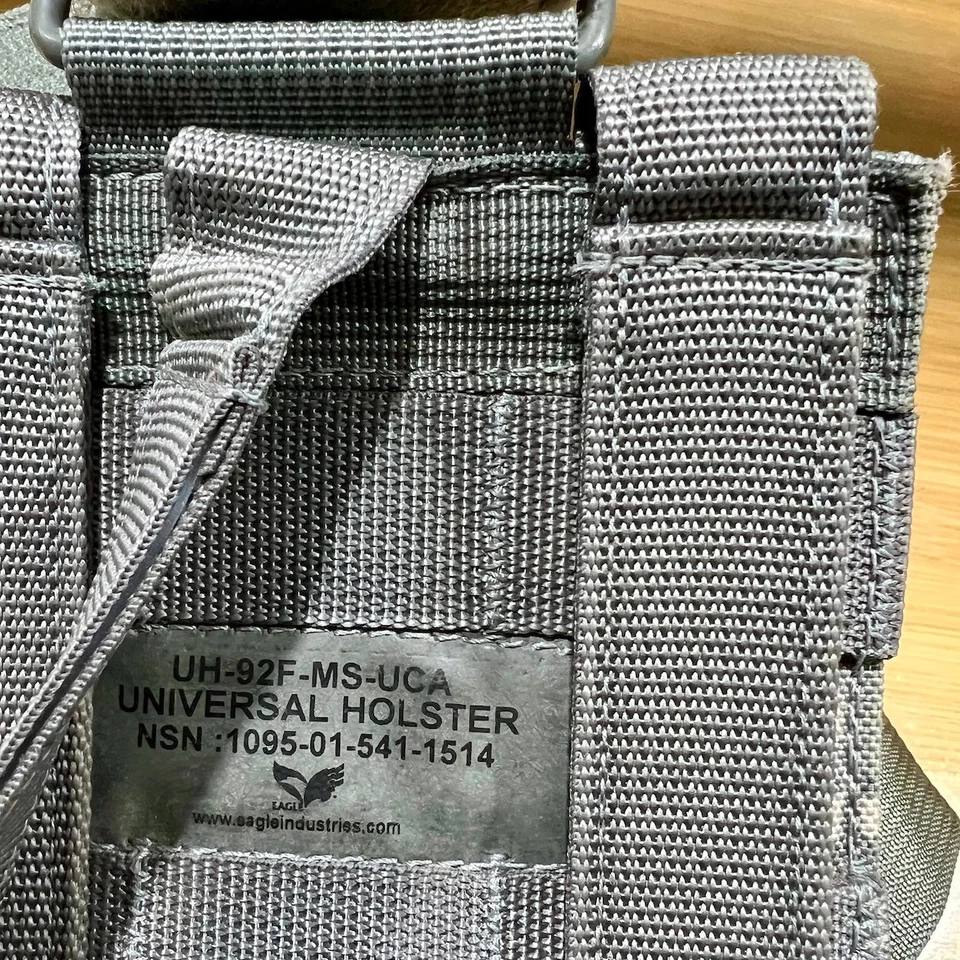 UH-92F-MS-UCA
UNIVERSAL HOLSTER
NSN :1095-01-541-1514
EAGLE
www.eagleindustries.com